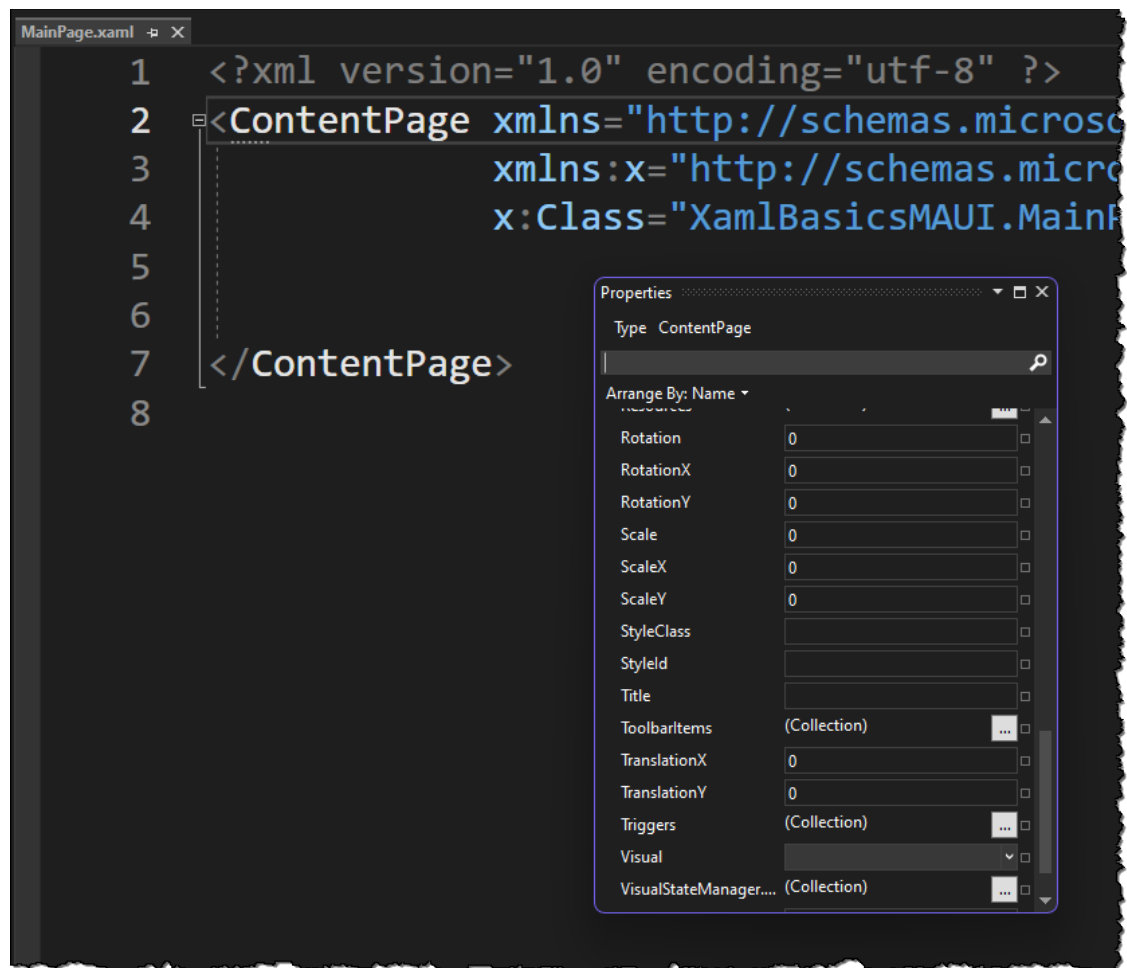 MainPage.xaml
1 <?xml version="1.0" encoding="utf-8" ?>
2 <ContentPage xmlns="http://schemas.microsc
3 xmlns:x="http://schemas.micro
4 x:Class="XamlBasicsMAUI.MainP
5
6
7 </ContentPage>
8
Properties
Type ContentPage
Arrange By: Name
Resources
Rotation 0
RotationX 0
RotationY 0
Scale 0
ScaleX 0
ScaleY 0
StyleClass
StyleId
Title
ToolbarItems (Collection) ...
TranslationX 0
TranslationY 0
Triggers (Collection) ...
Visual
VisualStateManager.... (Collection) ...